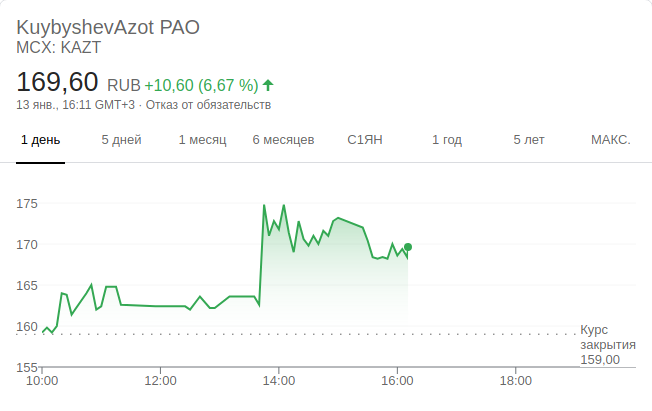 KuybyshevAzot PAO
MCX: KAZT
169,60 RUB +10,60 (6,67 %)
13 янв., 16:11 GMT+3 · Отказ от обязательств
1 день 5 дней 1 месяц 6 месяцев С1ЯН 1 год 5 лет МАКС.
175
170
165
160
155
Курс
закрытия
159,00
10:00 12:00 14:00 16:00 18:00